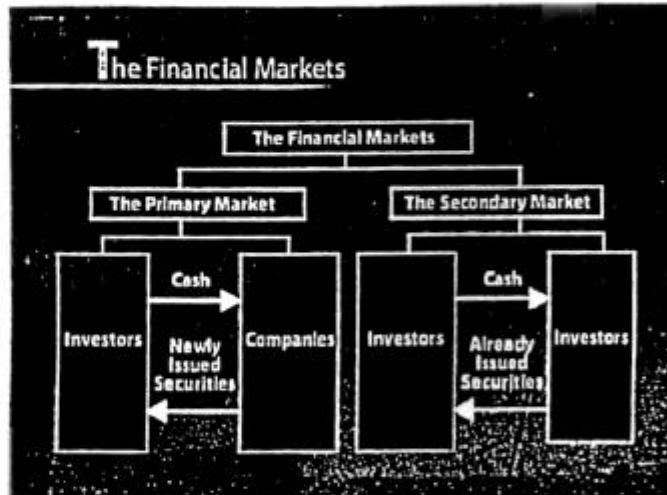 The Financial Markets
The Financial Markets
The Primary Market
The Secondary Market
Investors
Cash
Newly
Issued
Securities
Companies
Investors
Cash
Already
Issued
Securities
Investors